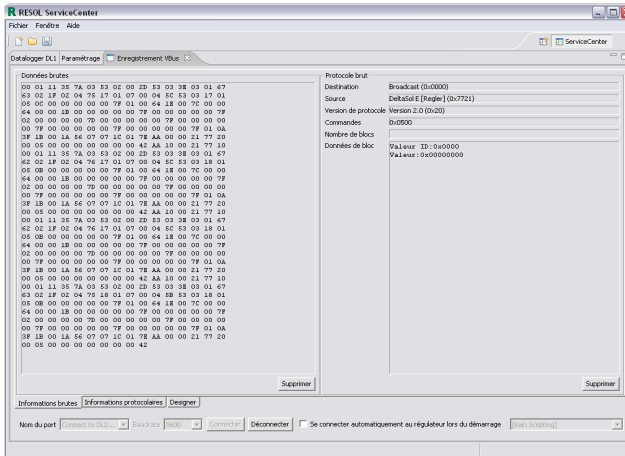 RESOL ServiceCenter
Fichier Fenêtre Aide
ServiceCenter
Datalogger DL1 Paramétrage Enregistrement VBus
Données brutes
00 01 11 35 7A 03 53 02 00 2D 53 03 3E 03 01 67
63 02 1F 02 04 75 17 01 07 00 04 5C 53 03 17 01
05 0C 00 00 00 00 00 7F 01 00 64 1E 00 7C 00 00
64 00 00 1B 00 00 00 00 7F 00 00 00 00 00 00 7F
02 00 00 00 00 7D 00 00 00 00 00 7F 00 00 00 00
00 7F 00 00 00 00 00 7F 00 00 00 00 00 7F 01 0A
3F 1B 00 1A 56 07 07 1C 01 7E AA 00 00 21 77 20
00 05 00 00 00 00 00 00 00 42 AA 10 00 21 77 10
00 01 11 35 7A 03 53 02 00 2D 53 03 3E 03 01 67
62 02 1F 02 04 76 17 01 07 00 04 5C 53 03 18 01
05 0B 00 00 00 00 00 7F 01 00 64 1E 00 7C 00 00
64 00 00 1B 00 00 00 00 7F 00 00 00 00 00 00 7F
02 00 00 00 00 7D 00 00 00 00 00 7F 00 00 00 00
00 7F 00 00 00 00 00 7F 00 00 00 00 00 7F 01 0A
3F 1B 00 1A 56 07 07 1C 01 7E AA 00 00 21 77 20
00 05 00 00 00 00 00 00 00 42 AA 10 00 21 77 10
00 01 11 35 7A 03 53 02 00 2D 53 03 3E 03 01 67
62 02 1F 02 04 76 17 01 07 00 04 5C 53 03 18 01
05 0B 00 00 00 00 00 7F 01 00 64 1E 00 7C 00 00
64 00 00 1B 00 00 00 00 7F 00 00 00 00 00 00 7F
02 00 00 00 00 7D 00 00 00 00 00 7F 00 00 00 00
00 7F 00 00 00 00 00 7F 00 00 00 00 00 7F 01 0A
3F 1B 00 1A 56 07 07 1C 01 7E AA 00 00 21 77 20
00 05 00 00 00 00 00 00 00 42 AA 10 00 21 77 10
00 01 11 35 7A 03 53 02 00 2D 53 03 3E 03 01 67
63 02 1F 02 04 75 18 01 07 00 04 5B 53 03 18 01
05 0B 00 00 00 00 00 7F 01 00 64 1E 00 7C 00 00
64 00 00 1B 00 00 00 00 7F 00 00 00 00 00 00 7F
02 00 00 00 00 7D 00 00 00 00 00 7F 00 00 00 00
00 7F 00 00 00 00 00 7F 00 00 00 00 00 7F 01 0A
3F 1B 00 1A 56 07 07 1C 01 7E AA 00 00 21 77 20
00 05 00 00 00 00 00 00 00 42
Supprimer
Protocole brut
Destination Broadcast (0x0000)
Source DeltaSol E [Regler] (0x7721)
Version de protocole Version 2.0 (0x20)
Commandes 0x0500
Nombre de blocs
Données de bloc Valeur ID:0x0000
Valeur:0x00000000
Supprimer
Informations brutes Informations protocolaires Designer
Nom du port Connect to DL2... Baudrate 9600 Connecter Déconnecter Se connecter automatiquement au régulateur lors du démarrage [Kein Scripting]